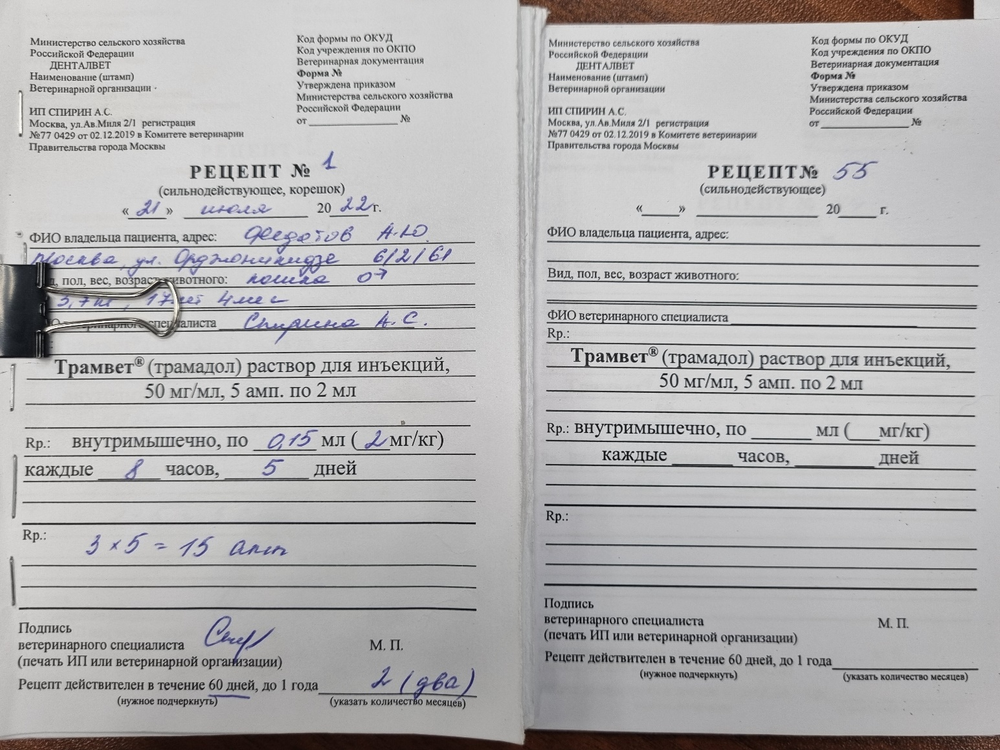 Министерство сельского хозяйства
Российской Федерации
ДЕНТАЛВЕТ
Наименование (штамп)
Ветеринарной организации
ИП СПИРИН А.С.
Москва, ул.Ав.Миля 2/1 регистрация
№77 0429 от 02.12.2019 в Комитете ветеринарии
Правительства города Москвы
Код формы по ОКУД
Код учреждения по ОКПО
Ветеринарная документация
Форма №
Утверждена приказом
Министерства сельского хозяйства
Российской Федерации
от ____________ №
РЕЦЕПТ № 1
(сильнодействующее, корешок)
«21» июля 2022г.
ФИО владельца пациента, адрес: Федатов А.Ю.
Москва, ул. Орджоникидзе 6/2/61
пол, вес, возраст животного: кошка
3,7кг, 17лет 4мес
ветеринарного специалиста Спирина А.С.
Трамвет® (трамадол) раствор для инъекций,
50 мг/мл, 5 амп. по 2 мл
Rp.: внутримышечно, по 0,15 мл (2мг/кг)
каждые 8 часов, 5 дней
Rp.:
3 x 5 = 15 амп
Подпись
ветеринарного специалиста М. П.
(печать ИП или ветеринарной организации)
Рецепт действителен в течение 60 дней, до 1 года 2 (два)
(нужное подчеркнуть) (указать количество месяцев)
Министерство сельского хозяйства
Российской Федерации
ДЕНТАЛВЕТ
Наименование (штамп)
Ветеринарной организации
ИП СПИРИН А.С.
Москва, ул.Ав.Миля 2/1 регистрация
№77 0429 от 02.12.2019 в Комитете ветеринарии
Правительства города Москвы
Код формы по ОКУД
Код учреждения по ОКПО
Ветеринарная документация
Форма №
Утверждена приказом
Министерства сельского хозяйства
Российской Федерации
от ____________ №
РЕЦЕПТ№ 55
(сильнодействующее)
«_____» ____________ 20____ г.
ФИО владельца пациента, адрес:
Вид, пол, вес, возраст животного:
ФИО ветеринарного специалиста
Rp.:
Трамвет® (трамадол) раствор для инъекций,
50 мг/мл, 5 амп. по 2 мл
Rp.: внутримышечно, по ______ мл (___мг/кг)
каждые ______ часов, ________ дней
Rp.:
Подпись
ветеринарного специалиста М. П.
(печать ИП или ветеринарной организации)
Рецепт действителен в течение 60 дней, до 1 года
(нужное подчеркнуть) (указать количество месяцев)